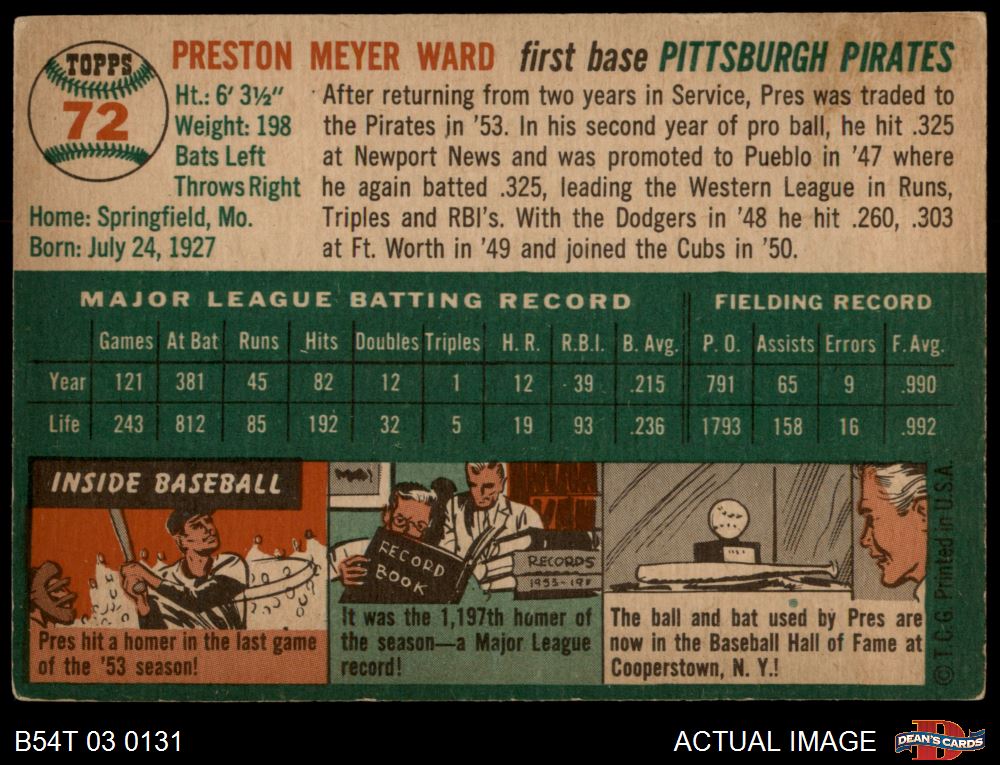 TOPPS
72
PRESTON MEYER WARD first base PITTSBURGH PIRATES
Ht.: 6' 3½"
Weight: 198
Bats Left
Throws Right
Home: Springfield, Mo.
Born: July 24, 1927
After returning from two years in Service, Pres was traded to
the Pirates in '53. In his second year of pro ball, he hit .325
at Newport News and was promoted to Pueblo in '47 where
he again batted .325, leading the Western League in Runs,
Triples and RBI's. With the Dodgers in '48 he hit .260, .303
at Ft. Worth in '49 and joined the Cubs in '50.
MAJOR LEAGUE BATTING RECORD FIELDING RECORD
Games At Bat Runs Hits Doubles Triples H. R. R.B.I. B. Avg. P. O. Assists Errors F. Avg.
Year 121 381 45 82 12 1 12 39 .215 791 65 9 .990
Life 243 812 85 192 32 5 19 93 .236 1793 158 16 .992
INSIDE BASEBALL
Pres hit a homer in the last game
of the '53 season!
RECORD
BOOK
RECORDS
It was the 1,197th homer of
the season—a Major League
record!
The ball and bat used by Pres are
now in the Baseball Hall of Fame at
Cooperstown, N. Y.!
© T. C. G. Printed in U.S.A.
B54T 03 0131
ACTUAL IMAGE
DEAN'S CARDS